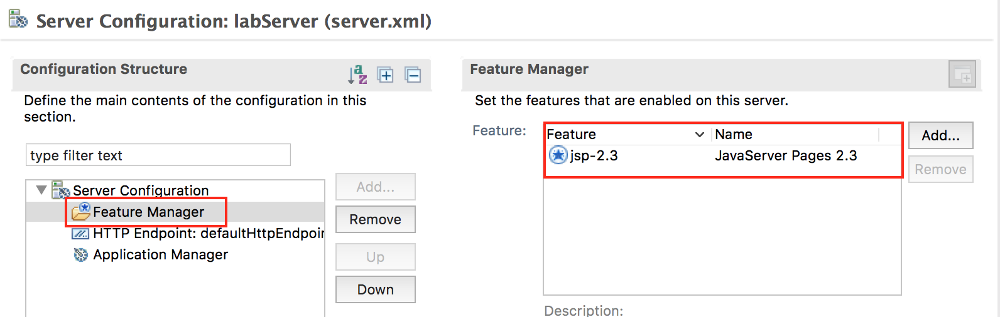 Server Configuration: labServer (server.xml)
Configuration Structure
Define the main contents of the configuration in this
section.
type filter text
Server Configuration
Feature Manager
HTTP Endpoint: defaultHttpEndpoin
Application Manager
Add...
Remove
Up
Down
Feature Manager
Set the features that are enabled on this server.
Feature:
Feature Name
jsp-2.3 JavaServer Pages 2.3
Add...
Remove
Description: